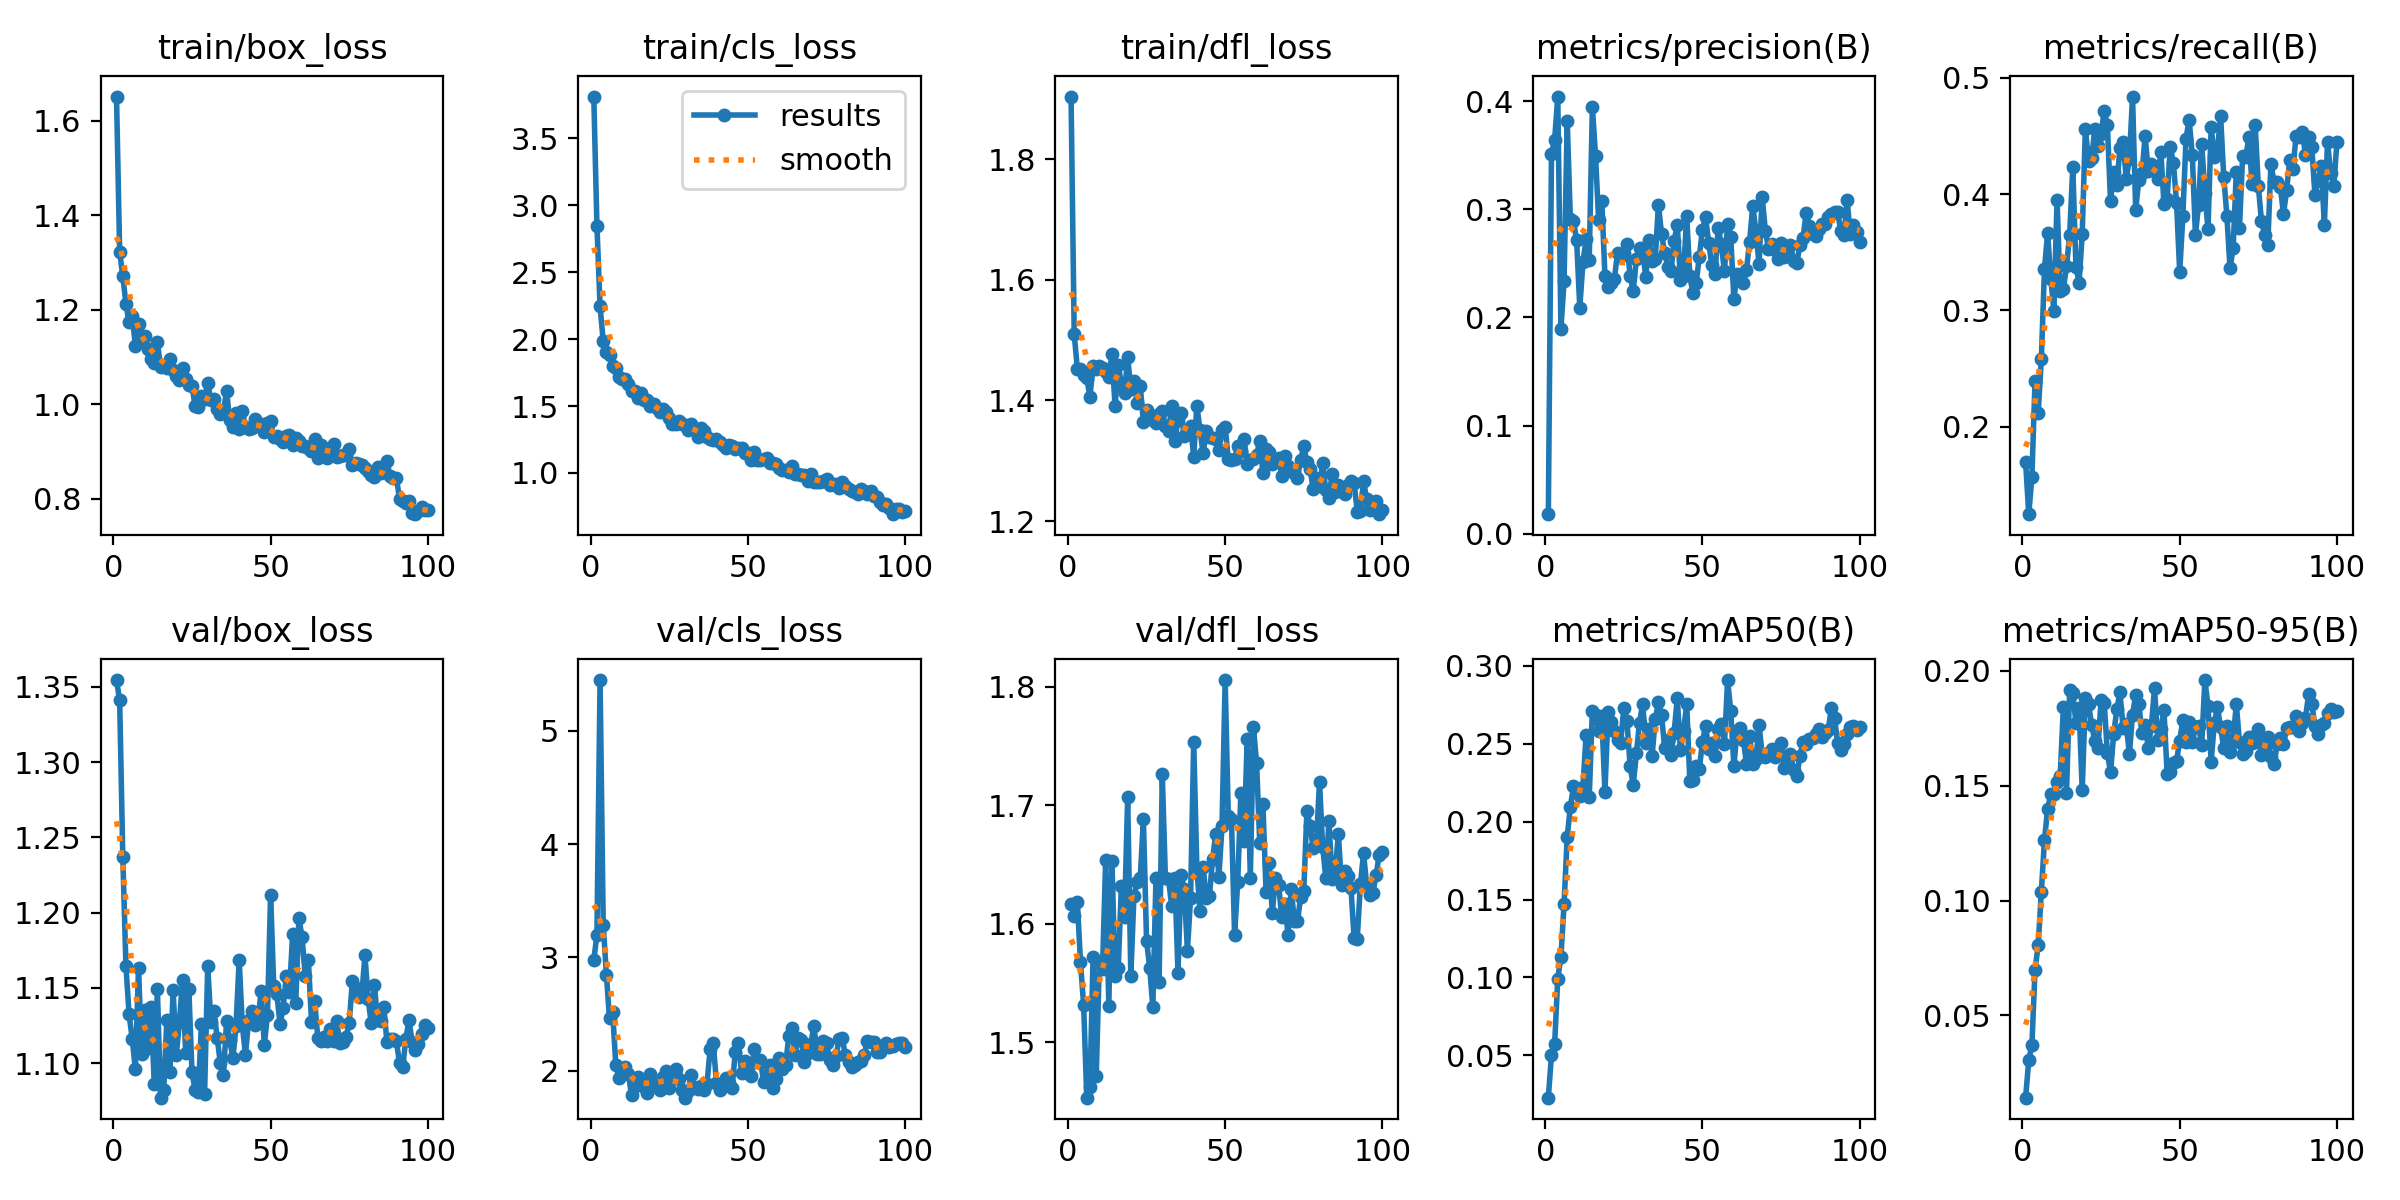 train/box_loss
1.6
1.4
1.2
1.0
0.8
0 50 100
train/cls_loss
results
smooth
3.5
3.0
2.5
2.0
1.5
1.0
0 50 100
train/dfl_loss
1.8
1.6
1.4
1.2
0 50 100
metrics/precision(B)
0.4
0.3
0.2
0.1
0.0
0 50 100
metrics/recall(B)
0.5
0.4
0.3
0.2
0 50 100
val/box_loss
1.35
1.30
1.25
1.20
1.15
1.10
0 50 100
val/cls_loss
5
4
3
2
0 50 100
val/dfl_loss
1.8
1.7
1.6
1.5
0 50 100
metrics/mAP50(B)
0.30
0.25
0.20
0.15
0.10
0.05
0 50 100
metrics/mAP50-95(B)
0.20
0.15
0.10
0.05
0 50 100